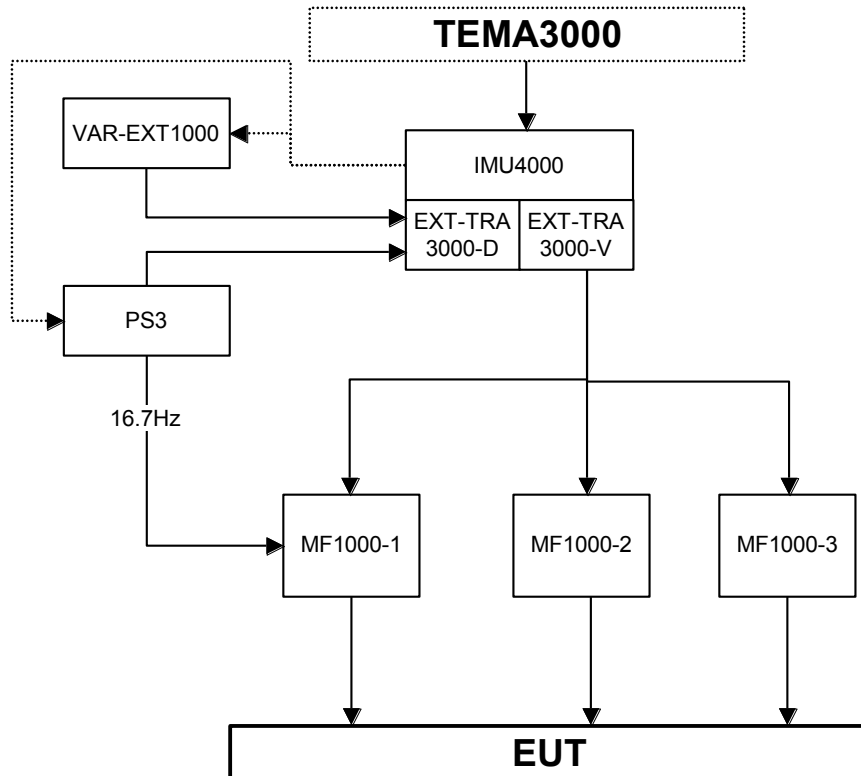 TEMA3000
VAR-EXT1000
IMU4000
EXT-TRA
3000-D
EXT-TRA
3000-V
PS3
16.7Hz
MF1000-1
MF1000-2
MF1000-3
EUT